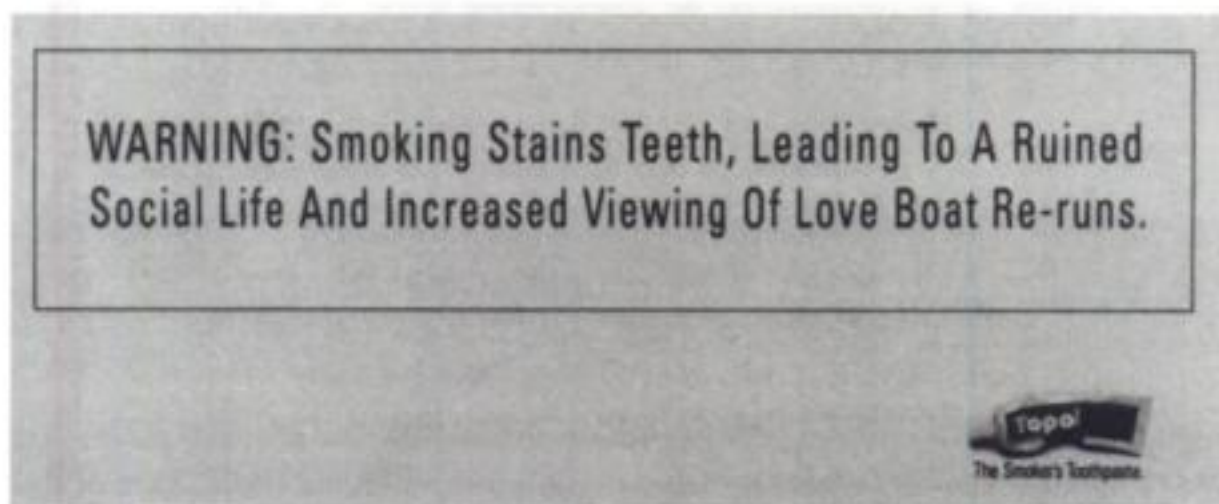 WARNING: Smoking Stains Teeth, Leading To A Ruined
Social Life And Increased Viewing Of Love Boat Re-runs.
Topol
The Smoker's Toothpaste.